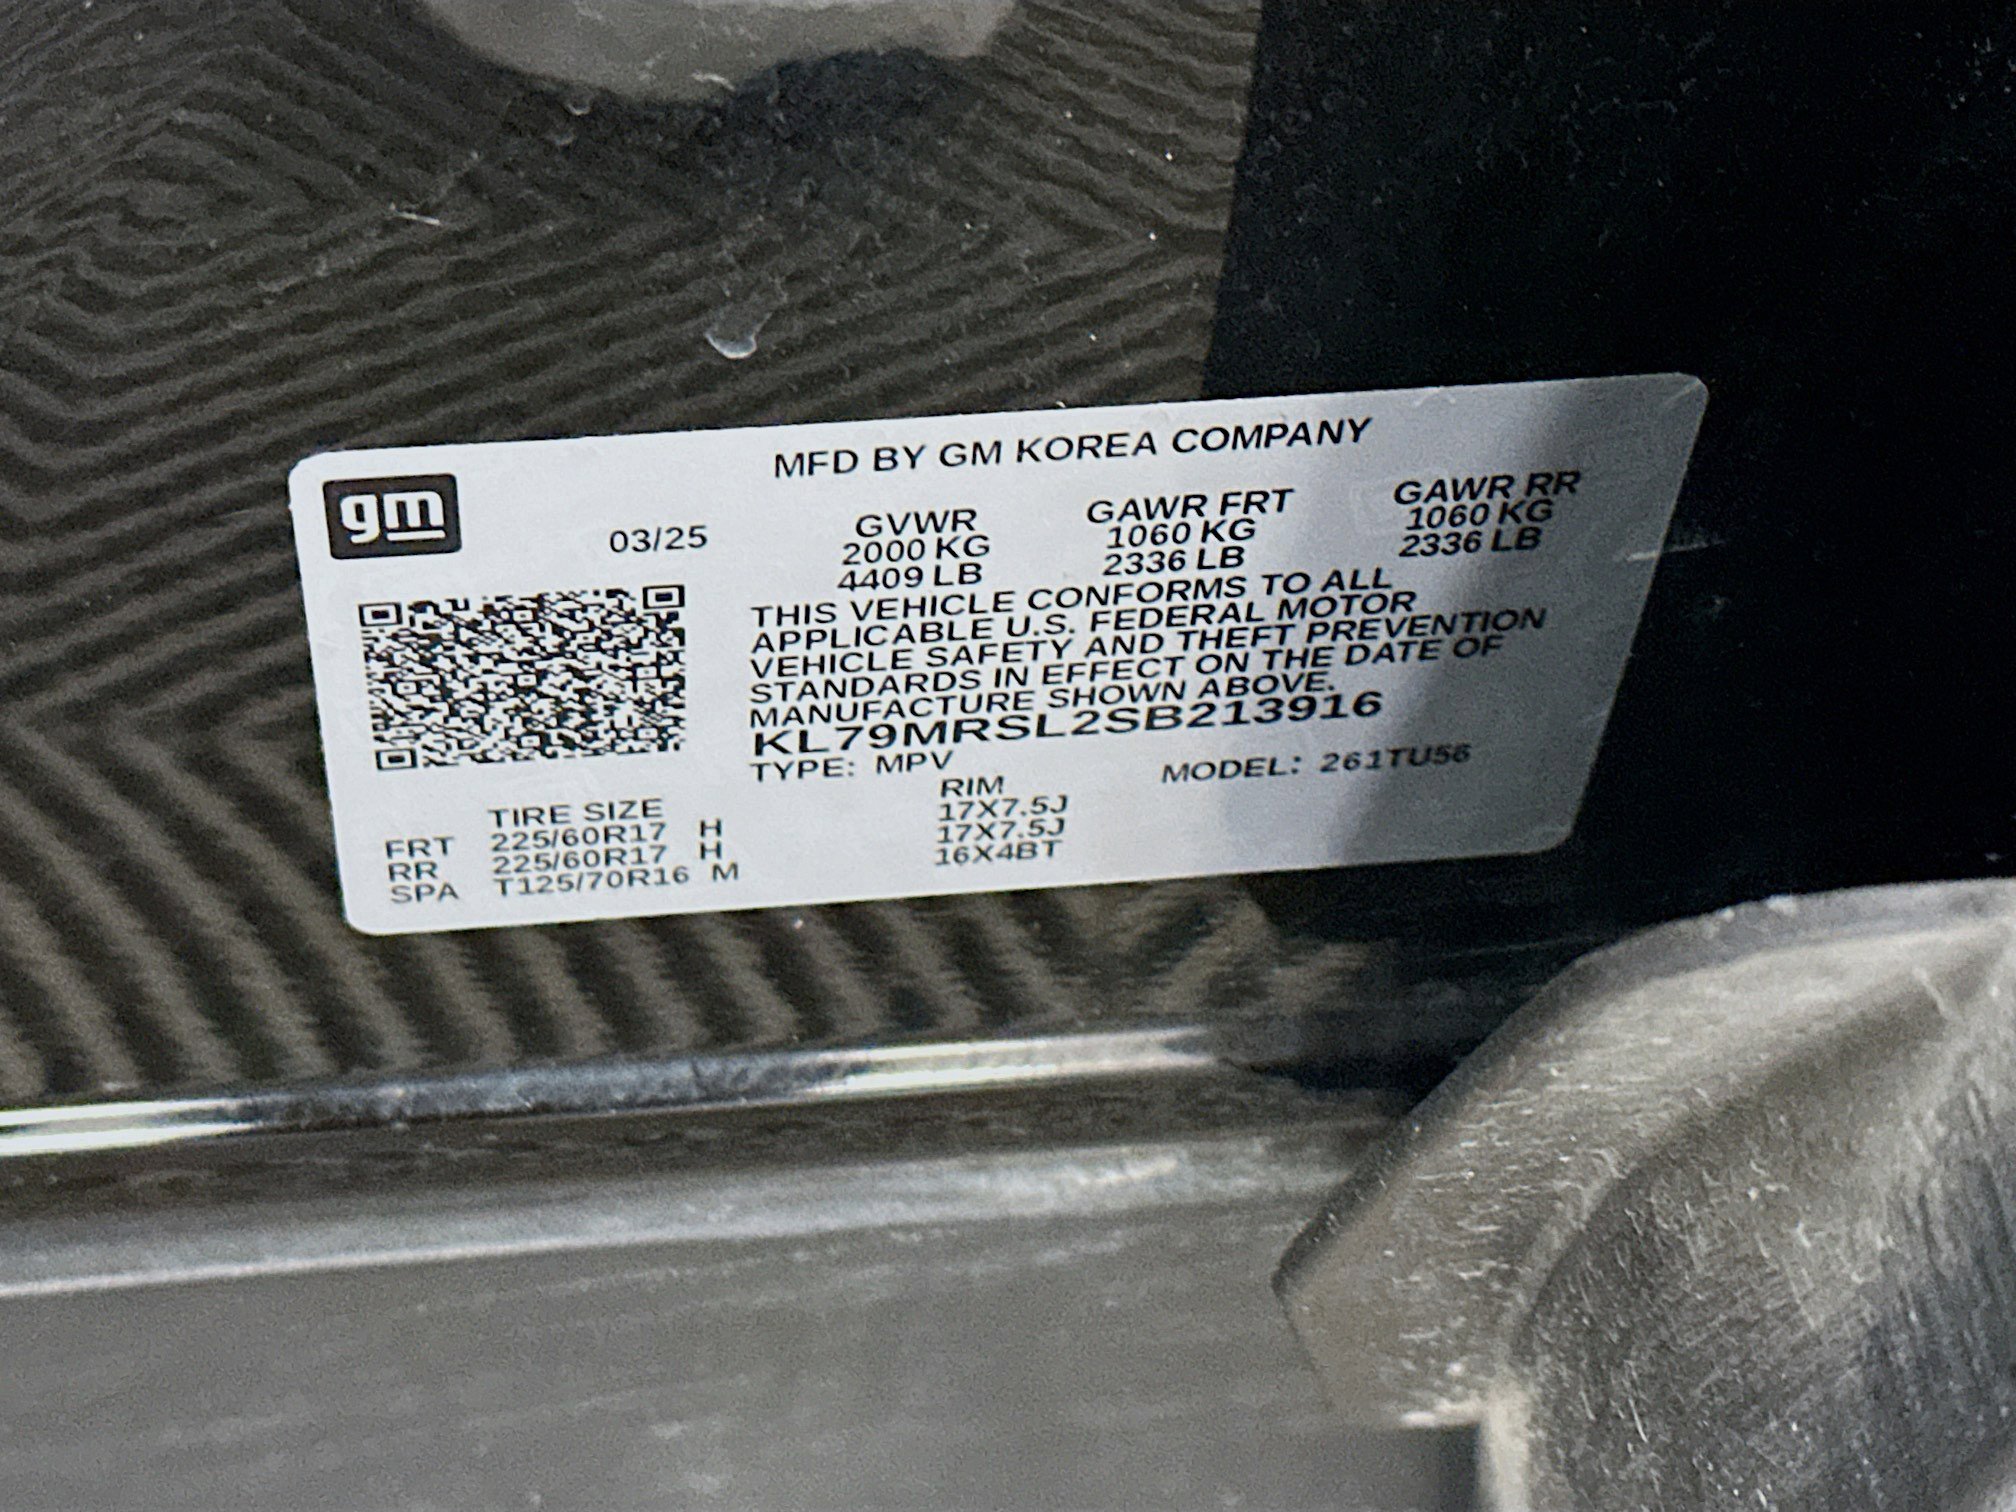 MFD BY GM KOREA COMPANY
gm
03/25
GVWR GAWR FRT GAWR RR
2000 KG 1060 KG 1060 KG
4409 LB 2336 LB 2336 LB
THIS VEHICLE CONFORMS TO ALL
APPLICABLE U.S. FEDERAL MOTOR
VEHICLE SAFETY AND THEFT PREVENTION
STANDARDS IN EFFECT ON THE DATE OF
MANUFACTURE SHOWN ABOVE.
KL79MRSL2SB213916
TYPE: MPV MODEL: 261TU56
TIRE SIZE RIM
FRT 225/60R17 H 17X7.5J
RR 225/60R17 H 17X7.5J
SPA T125/70R16 M 16X4BT